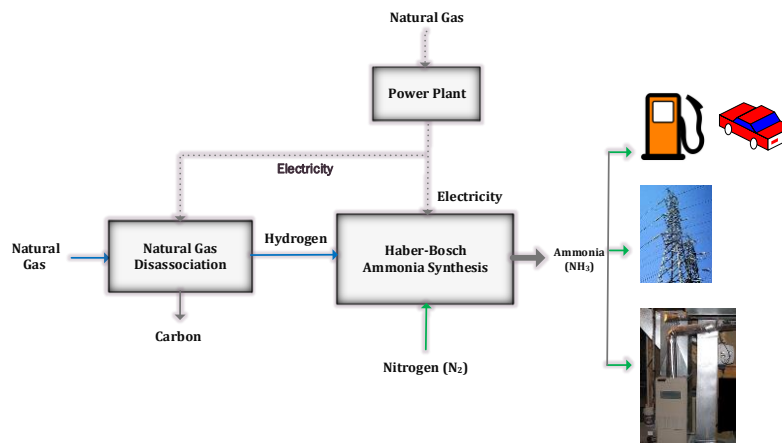 Natural Gas
Power Plant
Electricity
Electricity
Natural
Gas
Natural Gas
Disassociation
Hydrogen
Haber-Bosch
Ammonia Synthesis
Ammonia
(NH₃)
Carbon
Nitrogen (N₂)